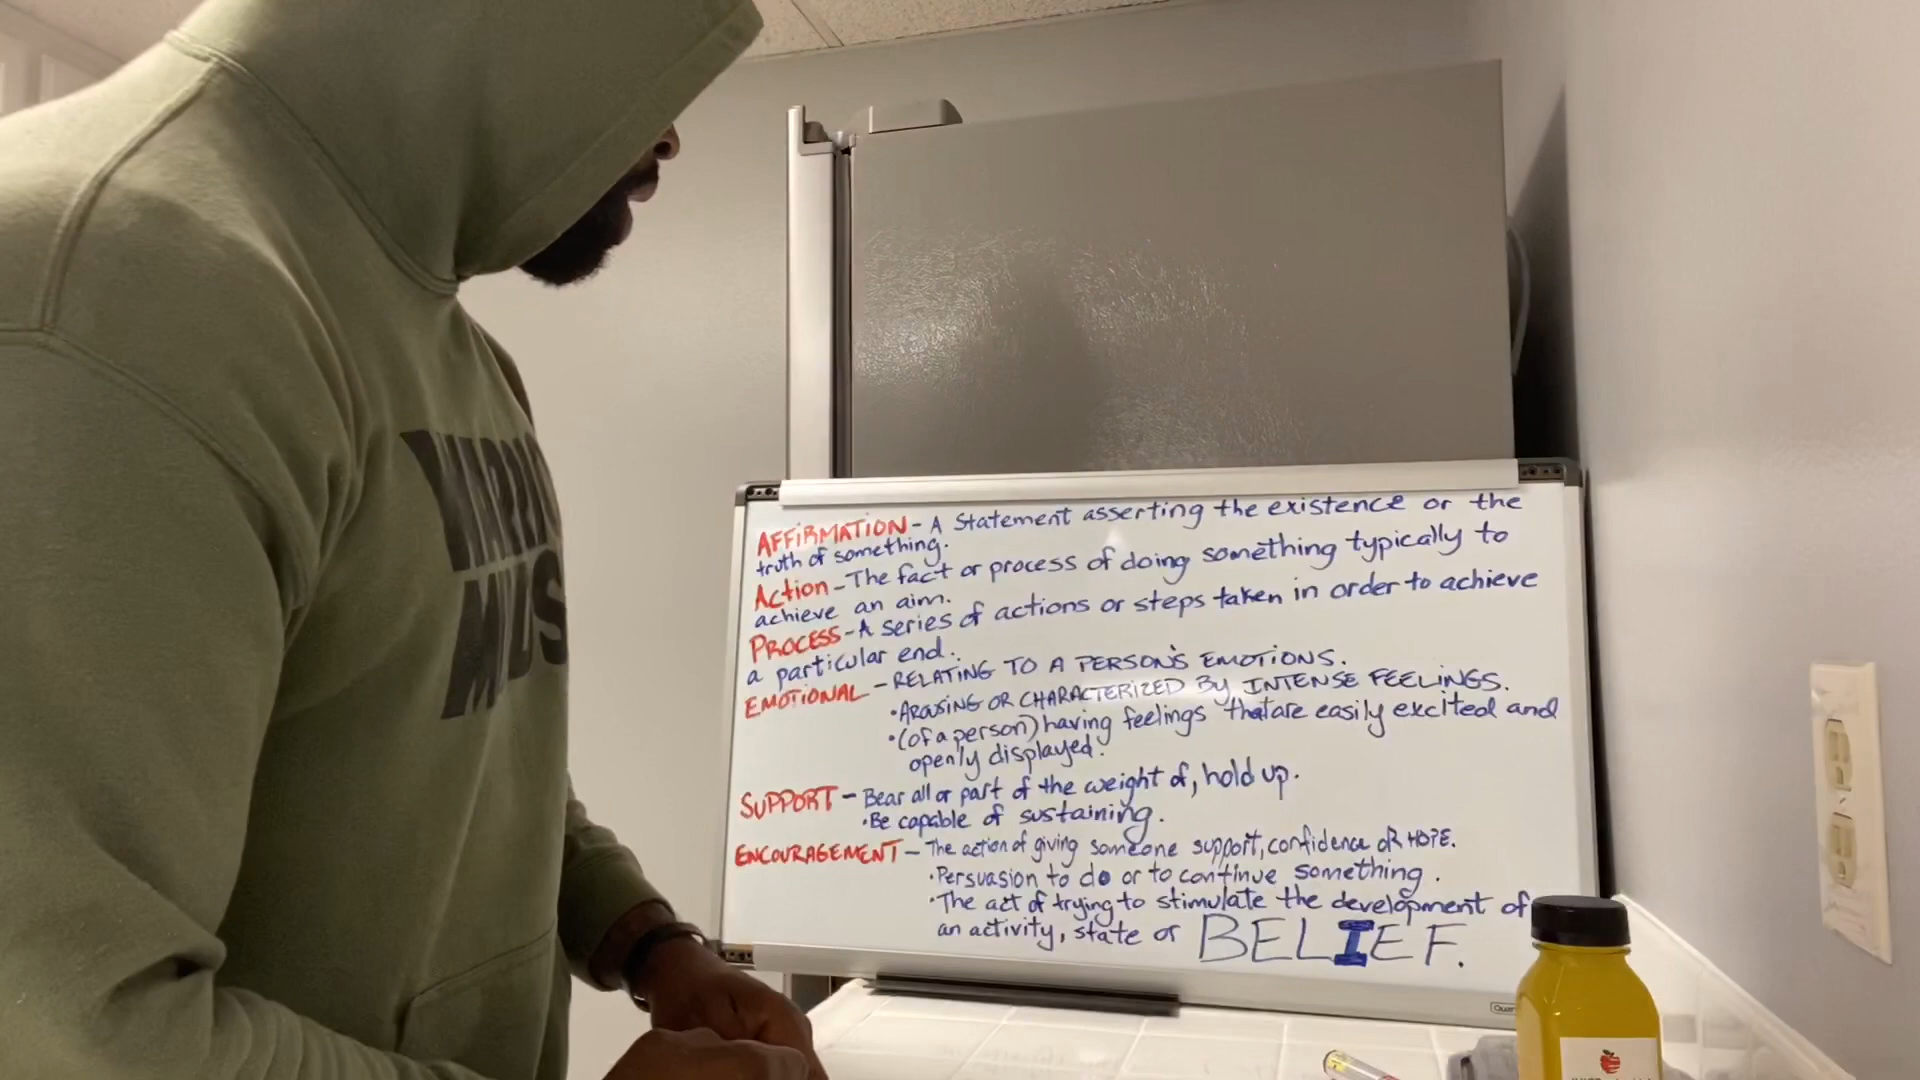 AFFIRMATION - A Statement asserting the existence or the
truth of something.
Action - The fact or process of doing something typically to
achieve an aim.
PROCESS - A series of actions or steps taken in order to achieve
a particular end.
EMOTIONAL - RELATING TO A PERSON'S EMOTIONS.
• AROUSING OR CHARACTERIZED BY INTENSE FEELINGS.
• (of a person) having feelings that are easily excited and
openly displayed.
SUPPORT - Bear all or part of the weight of, hold up.
• Be capable of sustaining.
ENCOURAGEMENT - The action of giving someone support, confidence OR HOPE.
• Persuasion to do or to continue something.
• The act of trying to stimulate the development of
an activity, state or BELIEF.